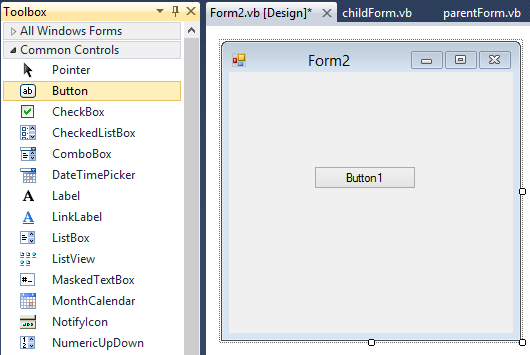 Toolbox
All Windows Forms
Common Controls
Pointer
Button
CheckBox
CheckedListBox
ComboBox
DateTimePicker
Label
LinkLabel
ListBox
ListView
MaskedTextBox
MonthCalendar
NotifyIcon
NumericUpDown
Form2.vb [Design]* childForm.vb parentForm.vb
Form2
Button1